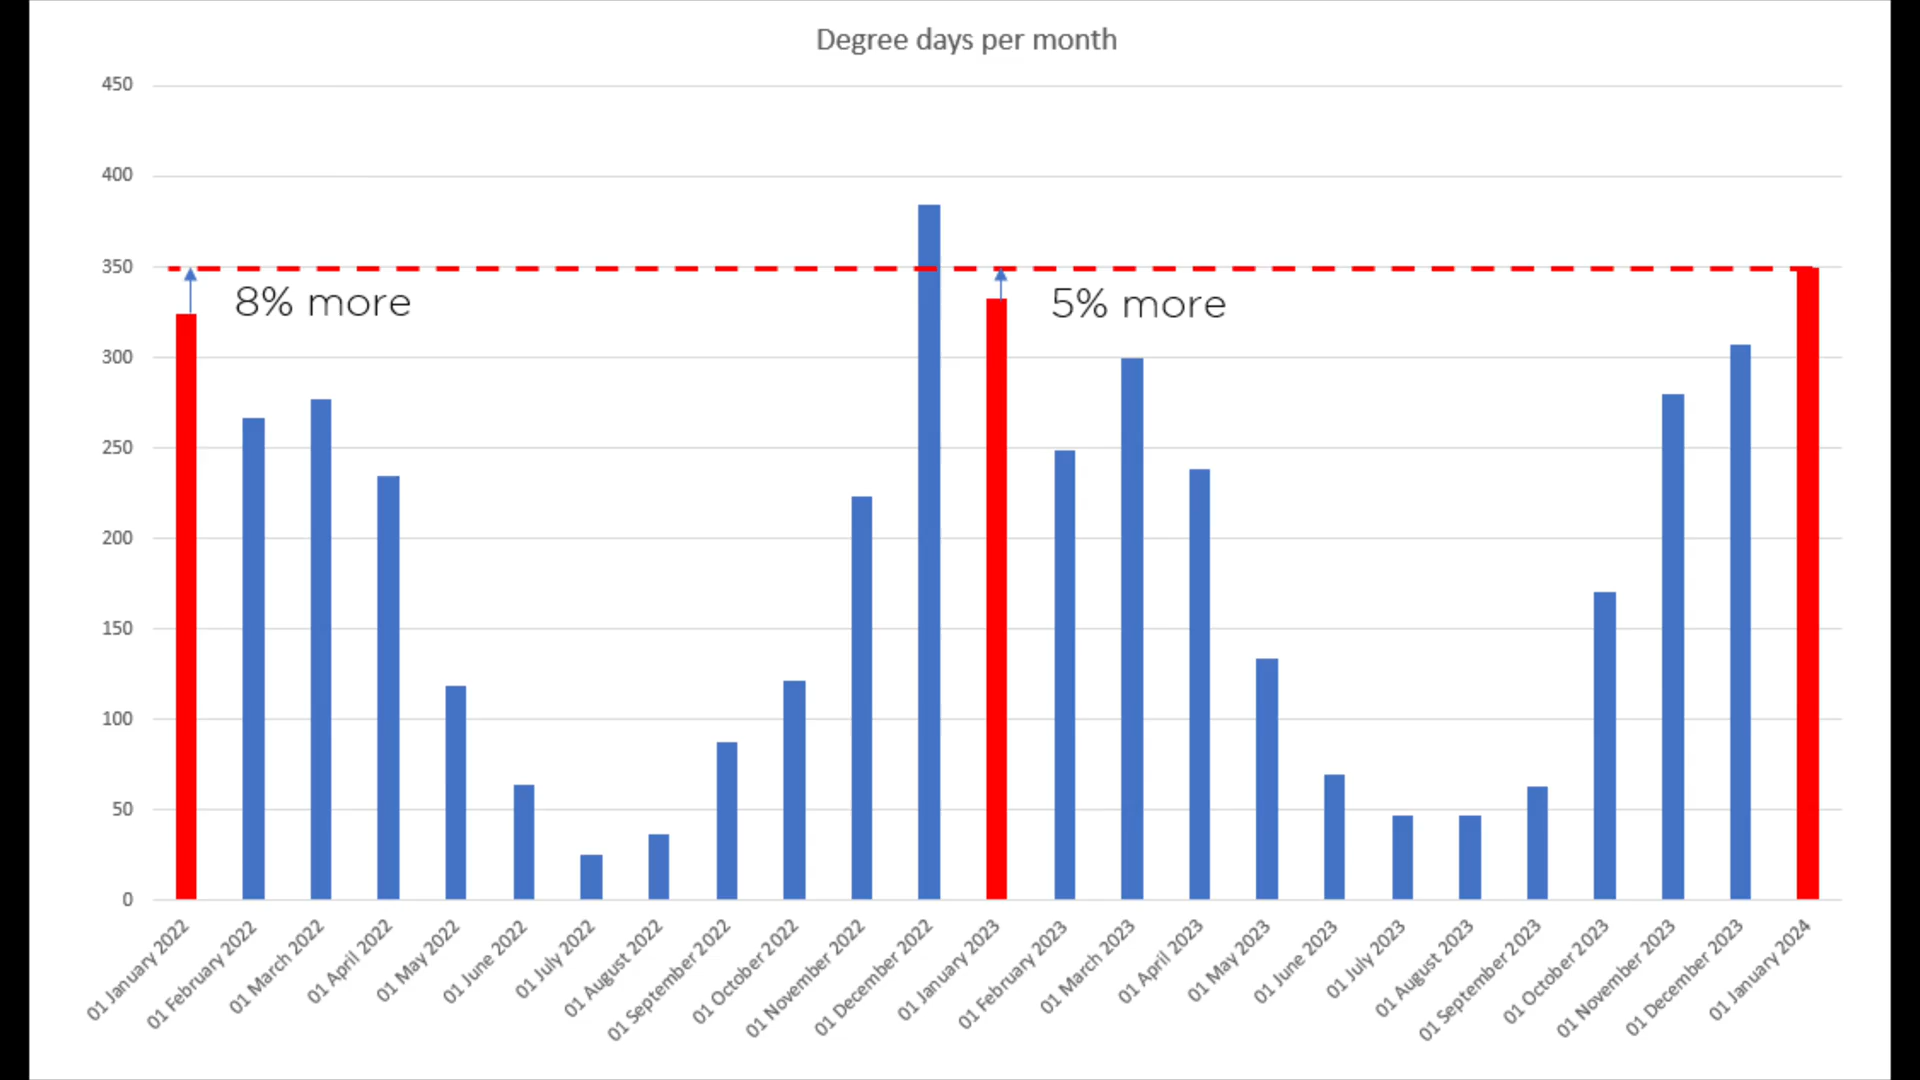 Degree days per month
450
400
350
300
250
200
150
100
50
0
8% more
5% more
01 January 2022
01 February 2022
01 March 2022
01 April 2022
01 May 2022
01 June 2022
01 July 2022
01 August 2022
01 September 2022
01 October 2022
01 November 2022
01 December 2022
01 January 2023
01 February 2023
01 March 2023
01 April 2023
01 May 2023
01 June 2023
01 July 2023
01 August 2023
01 September 2023
01 October 2023
01 November 2023
01 December 2023
01 January 2024